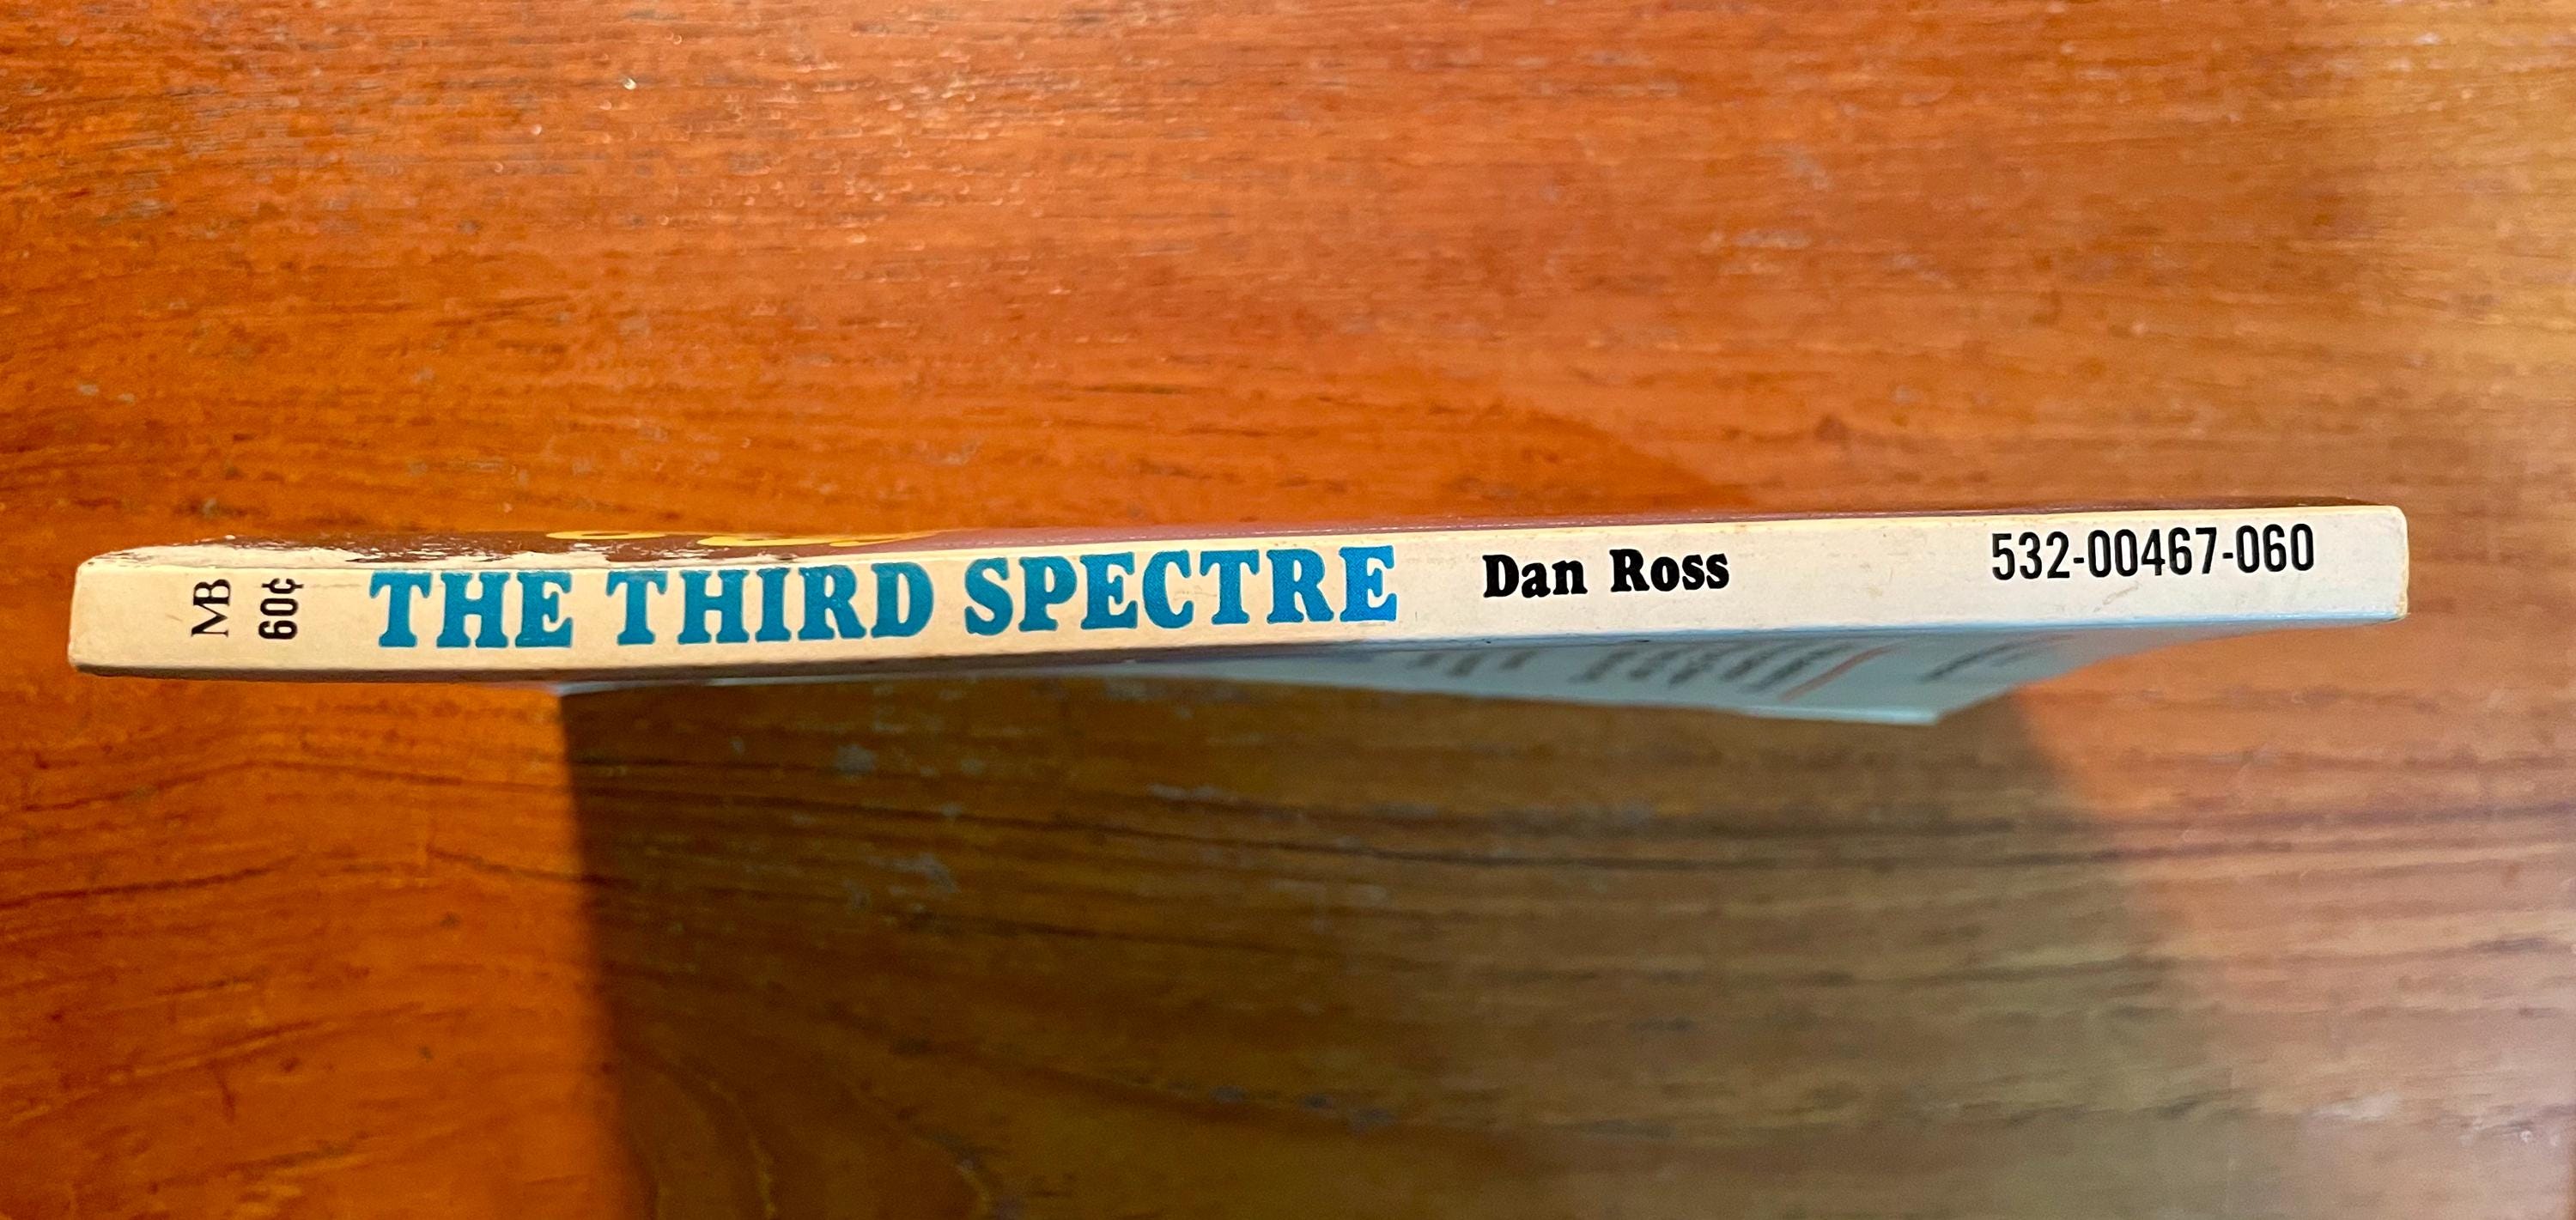 MB
60¢
THE THIRD SPECTRE
Dan Ross
532-00467-060